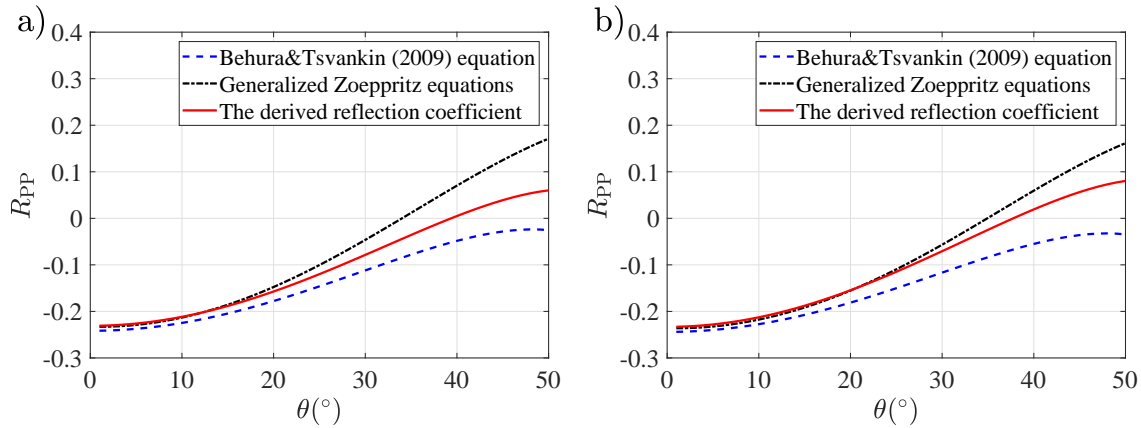 a)
0.4
0.3
0.2
0.1
0
-0.1
-0.2
-0.3
R_PP
Behura&Tsvankin (2009) equation
Generalized Zoeppritz equations
The derived reflection coefficient
0 10 20 30 40 50
θ(°)
b)
0.4
0.3
0.2
0.1
0
-0.1
-0.2
-0.3
R_PP
Behura&Tsvankin (2009) equation
Generalized Zoeppritz equations
The derived reflection coefficient
0 10 20 30 40 50
θ(°)